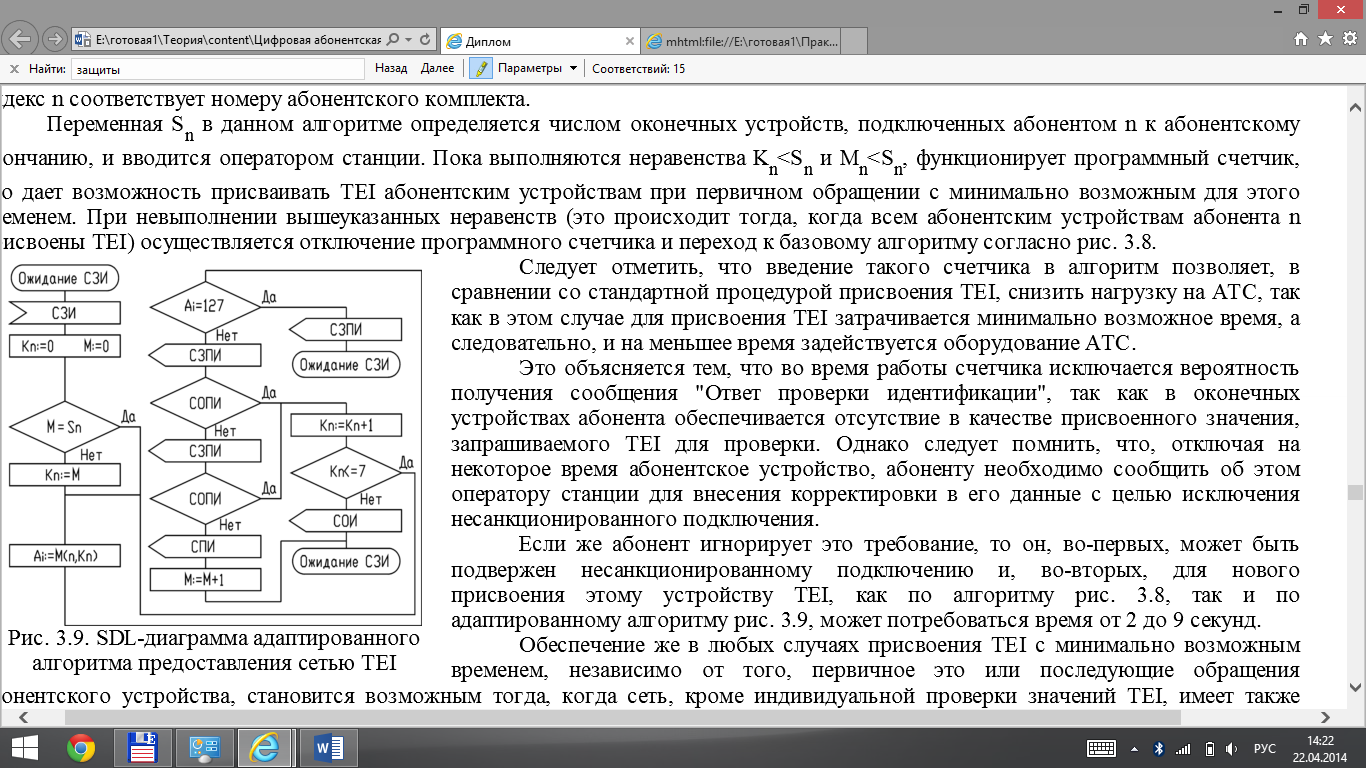 E:\готовая1\Теория\content\Цифровая абонентская
Диплом
mhtml:file://E:\готовая1\Прак...
Найти: защиты Назад Далее Параметры Соответствий: 15
декс n соответствует номеру абонентского комплекта.
Переменная Sn в данном алгоритме определяется числом оконечных устройств, подключенных абонентом n к абонентскому
ончанию, и вводится оператором станции. Пока выполняются неравенства Kn<Sn и Mn<Sn, функционирует программный счетчик,
о дает возможность присваивать TEI абонентским устройствам при первичном обращении с минимально возможным для этого
еменем. При невыполнении вышеуказанных неравенств (это происходит тогда, когда всем абонентским устройствам абонента n
исвоены TEI) осуществляется отключение программного счетчика и переход к базовому алгоритму согласно рис. 3.8.
Ожидание СЗИ
СЗИ
Kn:=0 M:=0
M = Sn
Да
Нет
Kn:=M
Ai:=M(n,Kn)
Ai=127
Да
Нет
СЗПИ
СОПИ
Да
Нет
СЗПИ
СОПИ
Да
Нет
СПИ
M:=M+1
СЗПИ
Ожидание СЗИ
Kn:=Kn+1
KnK=7
Да
Нет
СОИ
Ожидание СЗИ
Рис. 3.9. SDL-диаграмма адаптированного
алгоритма предоставления сетью TEI
Следует отметить, что введение такого счетчика в алгоритм позволяет, в
сравнении со стандартной процедурой присвоения TEI, снизить нагрузку на АТС, так
как в этом случае для присвоения TEI затрачивается минимально возможное время, а
следовательно, и на меньшее время задействуется оборудование АТС.
Это объясняется тем, что во время работы счетчика исключается вероятность
получения сообщения "Ответ проверки идентификации", так как в оконечных
устройствах абонента обеспечивается отсутствие в качестве присвоенного значения,
запрашиваемого TEI для проверки. Однако следует помнить, что, отключая на
некоторое время абонентское устройство, абоненту необходимо сообщить об этом
оператору станции для внесения корректировки в его данные с целью исключения
несанкционированного подключения.
Если же абонент игнорирует это требование, то он, во-первых, может быть
подвержен несанкционированному подключению и, во-вторых, для нового
присвоения этому устройству TEI, как по алгоритму рис. 3.8, так и по
адаптированному алгоритму рис. 3.9, может потребоваться время от 2 до 9 секунд.
Обеспечение же в любых случаях присвоения TEI с минимально возможным
временем, независимо от того, первичное это или последующие обращения
онентского устройства, становится возможным тогда, когда сеть, кроме индивидуальной проверки значений TEI, имеет также
РУС
14:22
22.04.2014